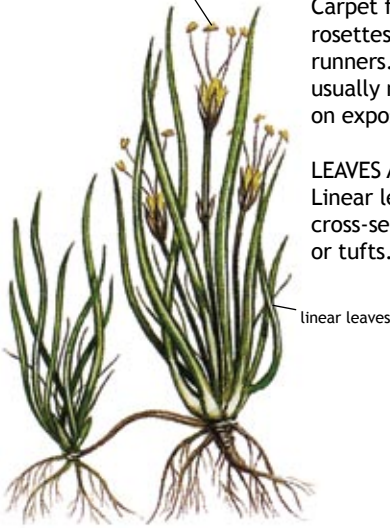 Carpet f
rosettes
runners.
usually r
on expo
LEAVES A
Linear le
cross-se
or tufts.
linear leaves